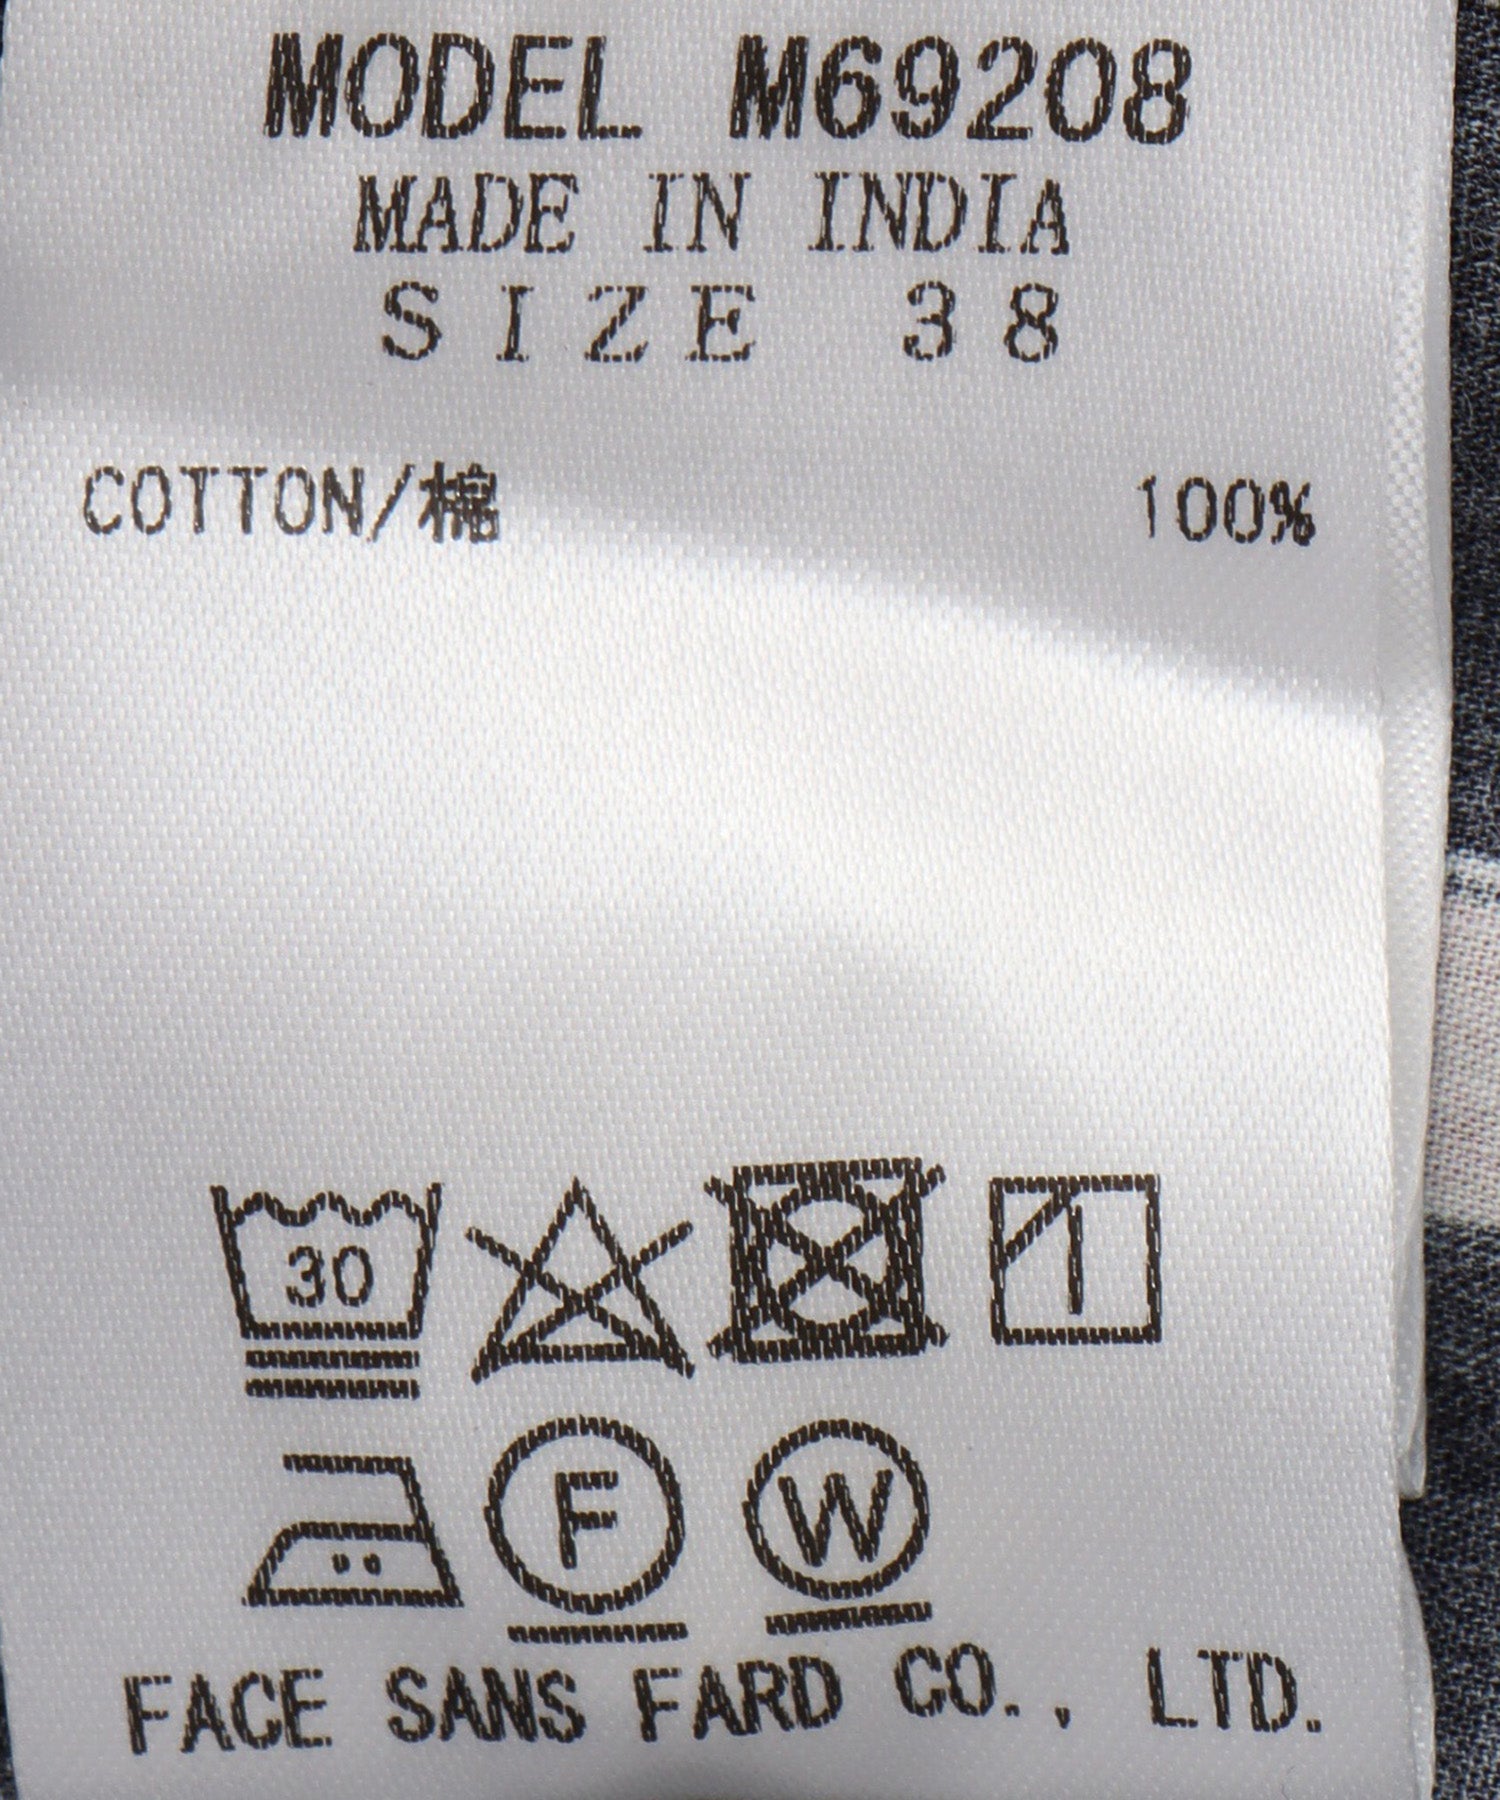 MODEL M69208
MADE IN INDIA
SIZE 38
COTTON/棉 100%
30
F W
FACE SANS FARD CO., LTD.